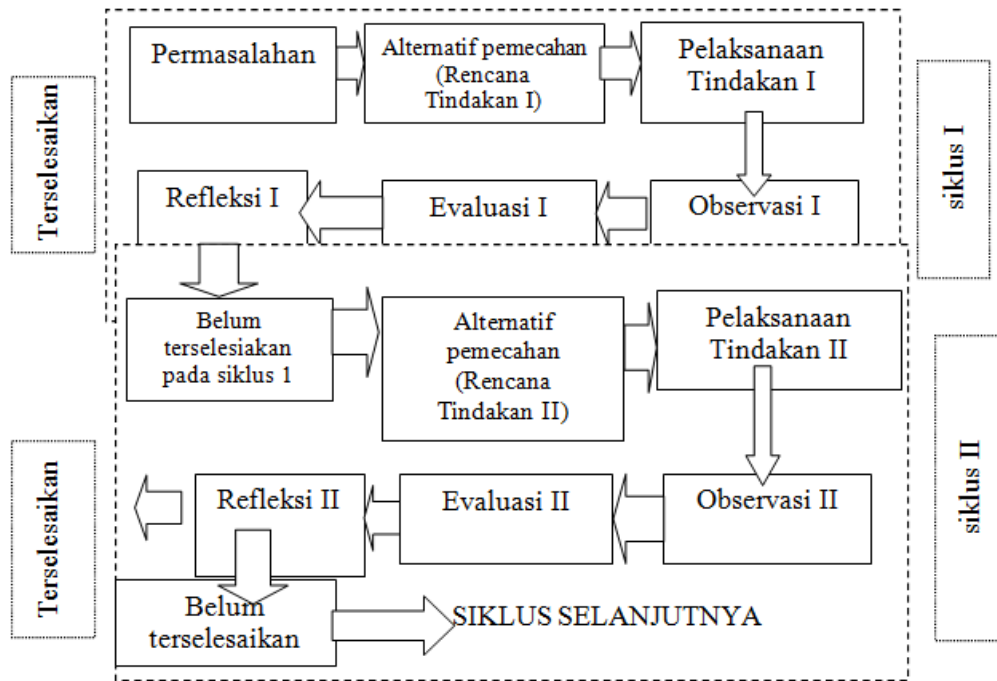 Permasalahan
Alternatif pemecahan
(Rencana
Tindakan I)
Pelaksanaan
Tindakan I
Terselesaikan
siklus I
Refleksi I
Evaluasi I
Observasi I
Belum
terselesiakan
pada siklus 1
Alternatif
pemecahan
(Rencana
Tindakan II)
Pelaksanaan
Tindakan II
Terselesaikan
siklus II
Refleksi II
Evaluasi II
Observasi II
Belum
terselesaikan
SIKLUS SELANJUTNYA